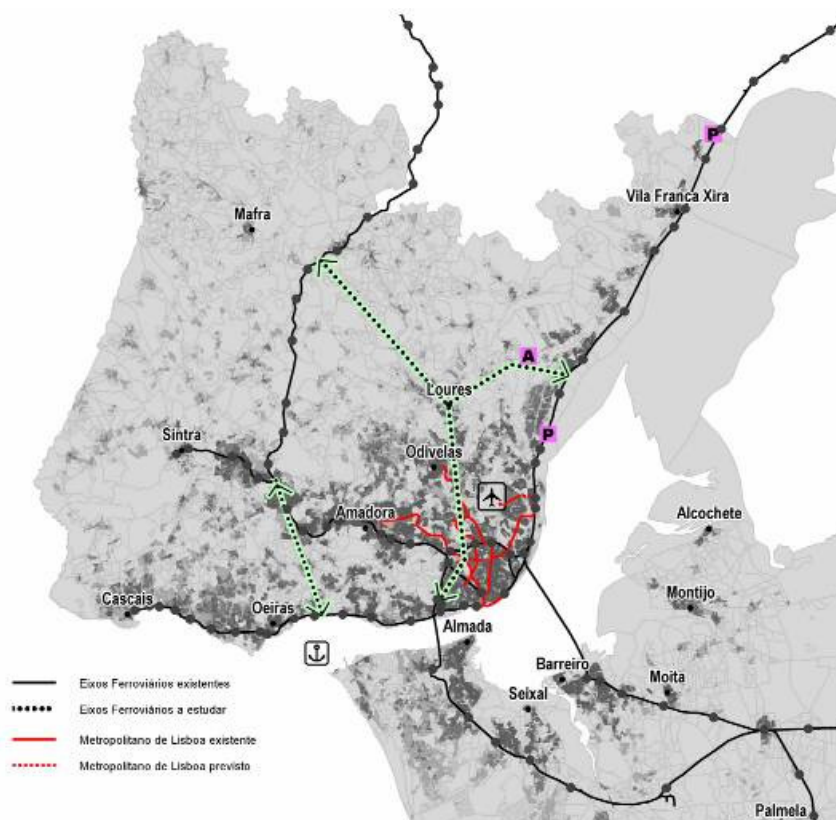 P
Vila Franca Xira
Mafra
A
Loures
P
Sintra
Odivelas
Amadora
Alcochete
Cascais
Oeiras
Montijo
Almada
Barreiro
Moita
Seixal
Eixos Ferroviários existentes
Eixos Ferroviários a estudar
Metropolitano de Lisboa existente
Metropolitano de Lisboa previsto
Palmela